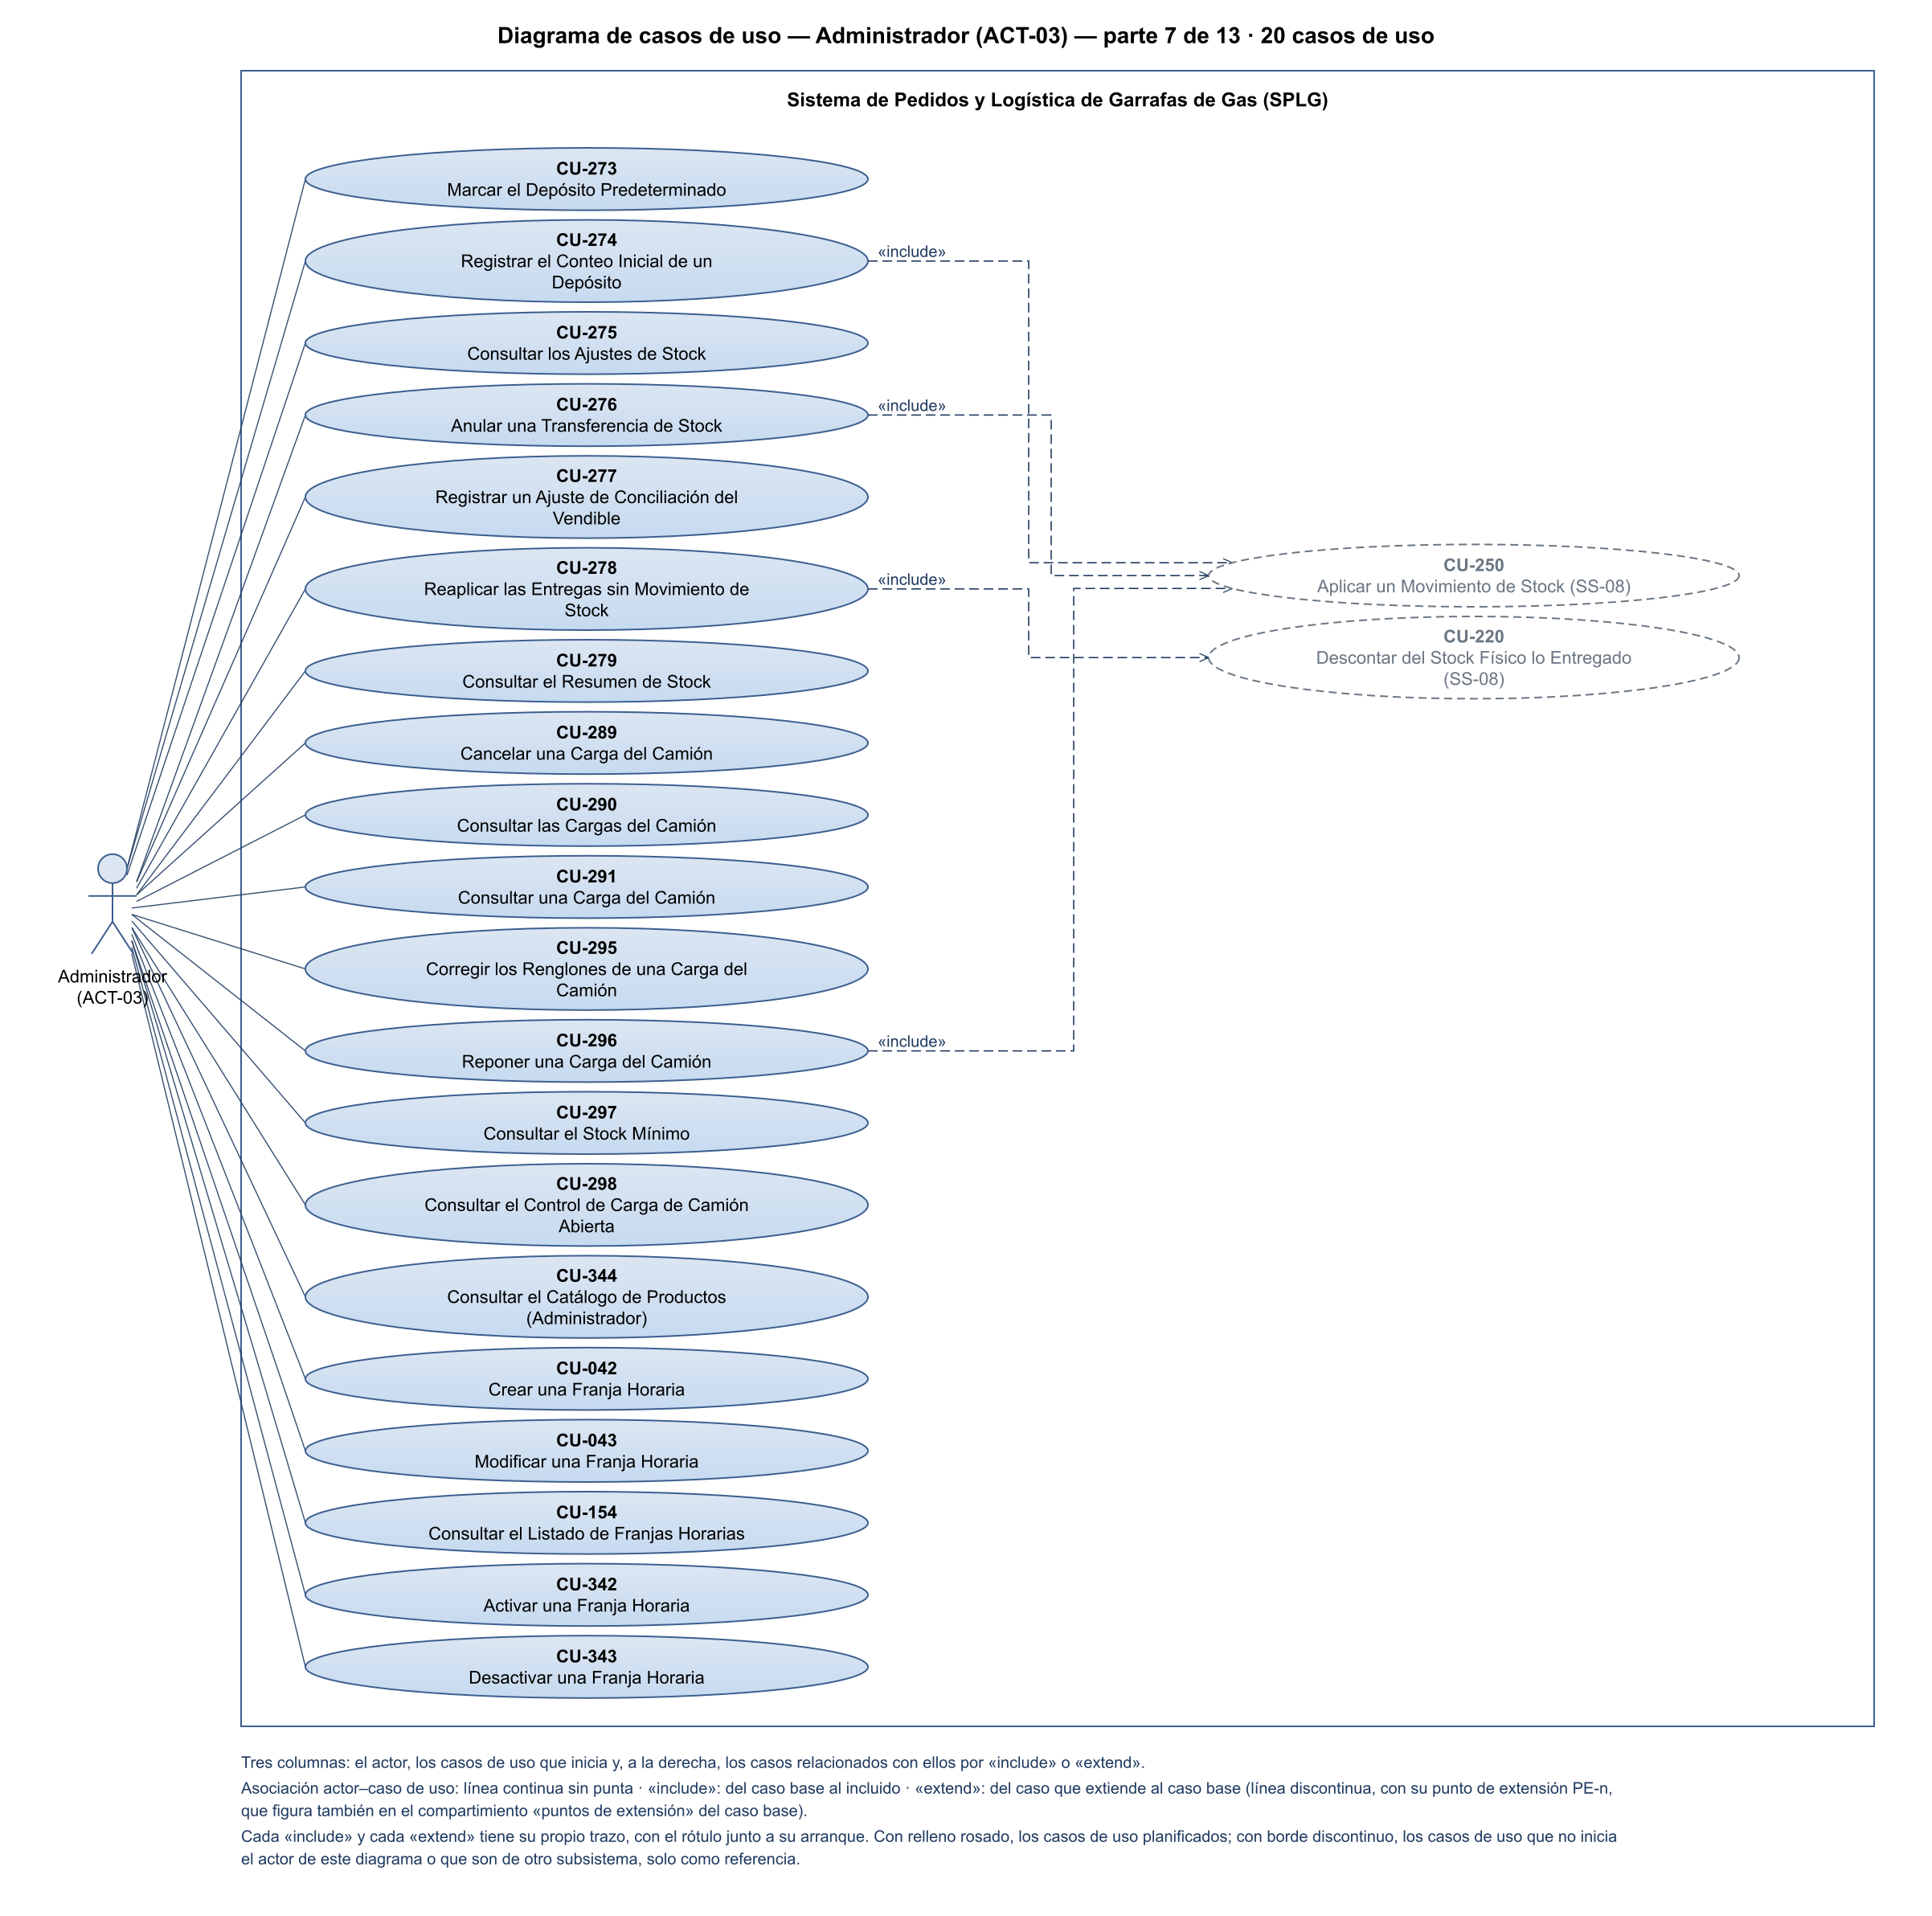 Diagrama de casos de uso — Administrador (ACT-03) — parte 7 de 13 · 20 casos de uso
Sistema de Pedidos y Logística de Garrafas de Gas (SPLG)
CU-273
Marcar el Depósito Predeterminado
CU-274
Registrar el Conteo Inicial de un
Depósito
«include»
CU-275
Consultar los Ajustes de Stock
CU-276
Anular una Transferencia de Stock
«include»
CU-277
Registrar un Ajuste de Conciliación del
Vendible
CU-278
Reaplicar las Entregas sin Movimiento de
Stock
«include»
CU-250
Aplicar un Movimiento de Stock (SS-08)
CU-220
Descontar del Stock Físico lo Entregado
(SS-08)
CU-279
Consultar el Resumen de Stock
CU-289
Cancelar una Carga del Camión
CU-290
Consultar las Cargas del Camión
CU-291
Consultar una Carga del Camión
Administrador
(ACT-03)
CU-295
Corregir los Renglones de una Carga del
Camión
CU-296
Reponer una Carga del Camión
«include»
CU-297
Consultar el Stock Mínimo
CU-298
Consultar el Control de Carga de Camión
Abierta
CU-344
Consultar el Catálogo de Productos
(Administrador)
CU-042
Crear una Franja Horaria
CU-043
Modificar una Franja Horaria
CU-154
Consultar el Listado de Franjas Horarias
CU-342
Activar una Franja Horaria
CU-343
Desactivar una Franja Horaria
Tres columnas: el actor, los casos de uso que inicia y, a la derecha, los casos relacionados con ellos por «include» o «extend».
Asociación actor–caso de uso: línea continua sin punta · «include»: del caso base al incluido · «extend»: del caso que extiende al caso base (línea discontinua, con su punto de extensión PE-n,
que figura también en el compartimiento «puntos de extensión» del caso base).
Cada «include» y cada «extend» tiene su propio trazo, con el rótulo junto a su arranque. Con relleno rosado, los casos de uso planificados; con borde discontinuo, los casos de uso que no inicia
el actor de este diagrama o que son de otro subsistema, solo como referencia.